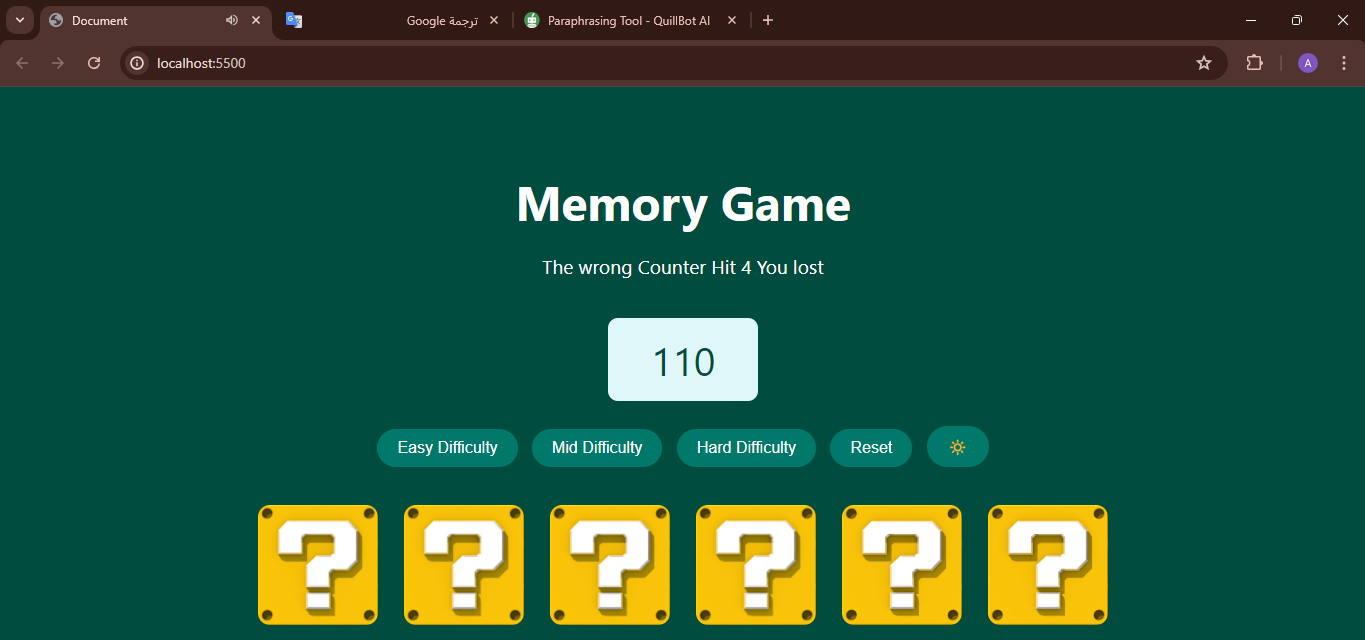 Document
ترجمة Google
Paraphrasing Tool - QuillBot AI
localhost:5500
A
Memory Game
The wrong Counter Hit 4 You lost
110
Easy Difficulty
Mid Difficulty
Hard Difficulty
Reset
? ? ? ? ? ?